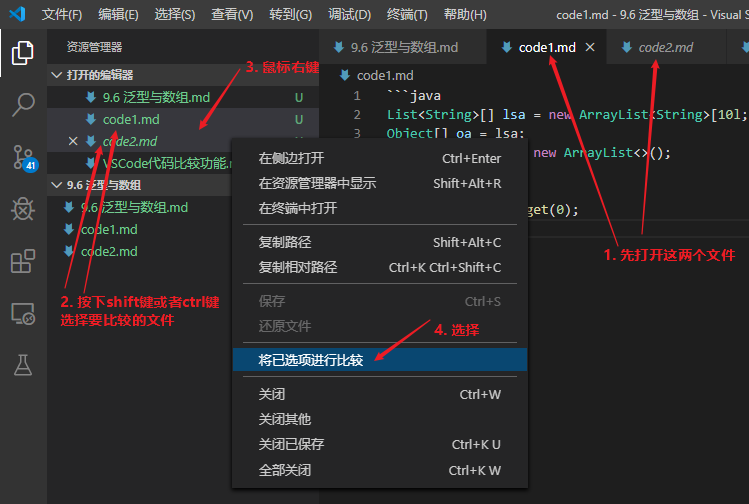 文件(F) 编辑(E) 选择(S) 查看(V) 转到(G) 调试(D) 终端(T) 帮助(H) code1.md - 9.6 泛型与数组 - Visual S
资源管理器
9.6 泛型与数组.md code1.md code2.md
打开的编辑器
3. 鼠标右键
code1.md
9.6 泛型与数组.md U
1 ```java
code1.md U
2 List<String>[] lsa = new ArrayList<String>[10];
code2.md
3 Object[] oa = lsa;
VSCode代码比较功能.
new ArrayList<>();
41
9.6 泛型与数组
9.6 泛型与数组.md
get(0);
code1.md
code2.md
1. 先打开这两个文件
2. 按下shift键或者ctrl键
选择要比较的文件
在侧边打开 Ctrl+Enter
在资源管理器中显示 Shift+Alt+R
在终端中打开
复制路径 Shift+Alt+C
复制相对路径 Ctrl+K Ctrl+Shift+C
保存 Ctrl+S
还原文件
4. 选择
将已选项进行比较
关闭 Ctrl+W
关闭其他
关闭已保存 Ctrl+K U
全部关闭 Ctrl+K W